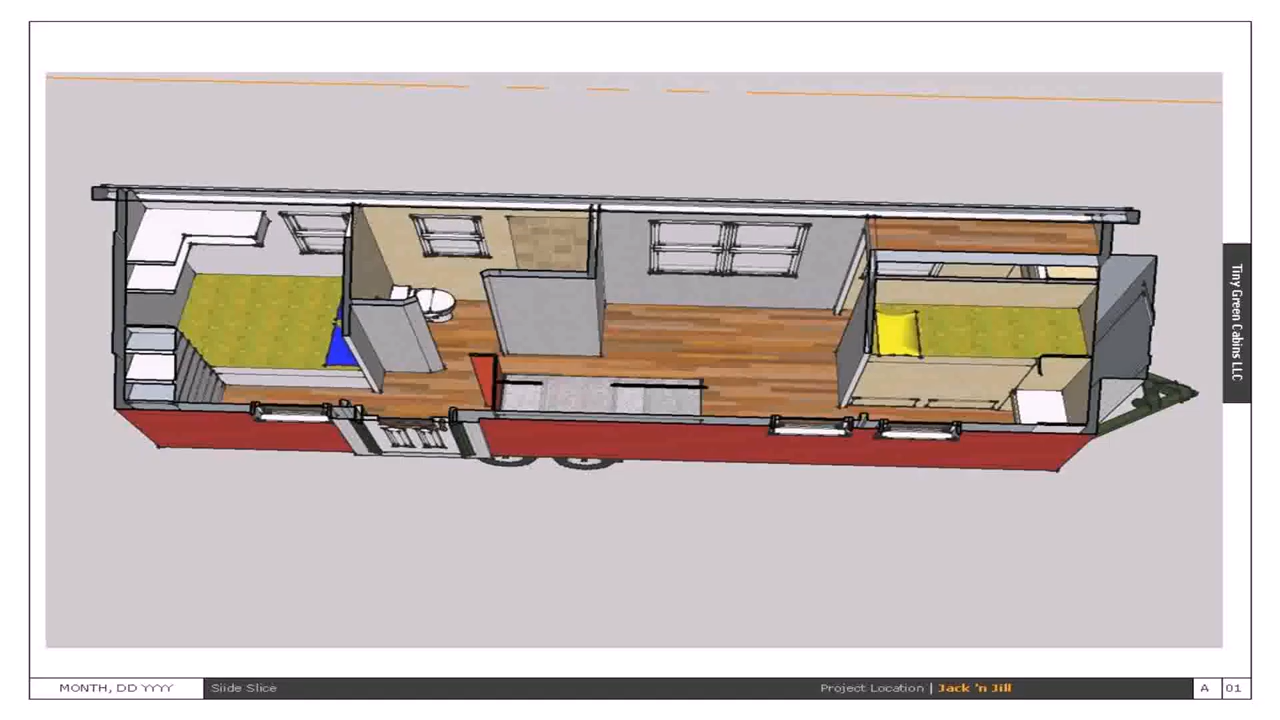 Tiny Green Cabins LLC
MONTH, DD YYYY
Siide Slice
Project Location | Jack 'n Jill
A
01